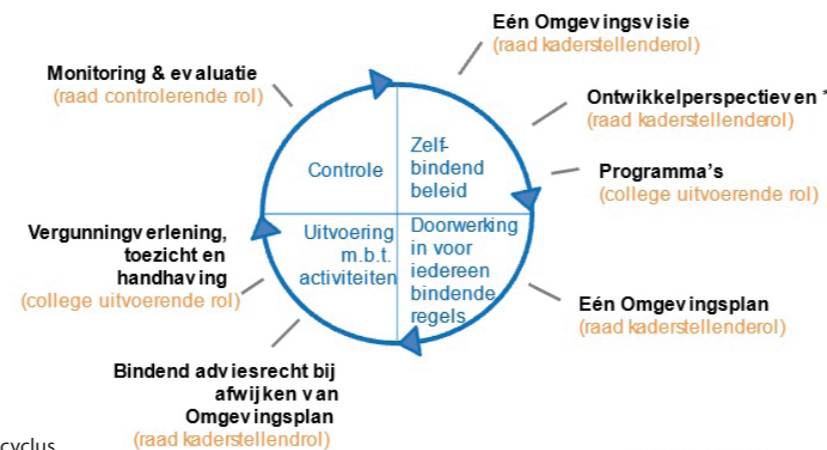 Eén Omgevingsvisie
(raad kaderstellenderol)
Ontwikkelperspectieven *
(raad kaderstellenderol)
Programma's
(college uitvoerende rol)
Eén Omgevingsplan
(raad kaderstellenderol)
Bindend adviesrecht bij
afwijken van
Omgevingsplan
(raad kaderstellendrol)
Vergunningverlening,
toezicht en
handhaving
(college uitvoerende rol)
Monitoring & evaluatie
(raad controlerende rol)
Controle
Zelf-
bindend
beleid
Uitvoering
m.b.t.
activiteiten
Doorwerking
in voor
iedereen
bindende
regels
cyclus